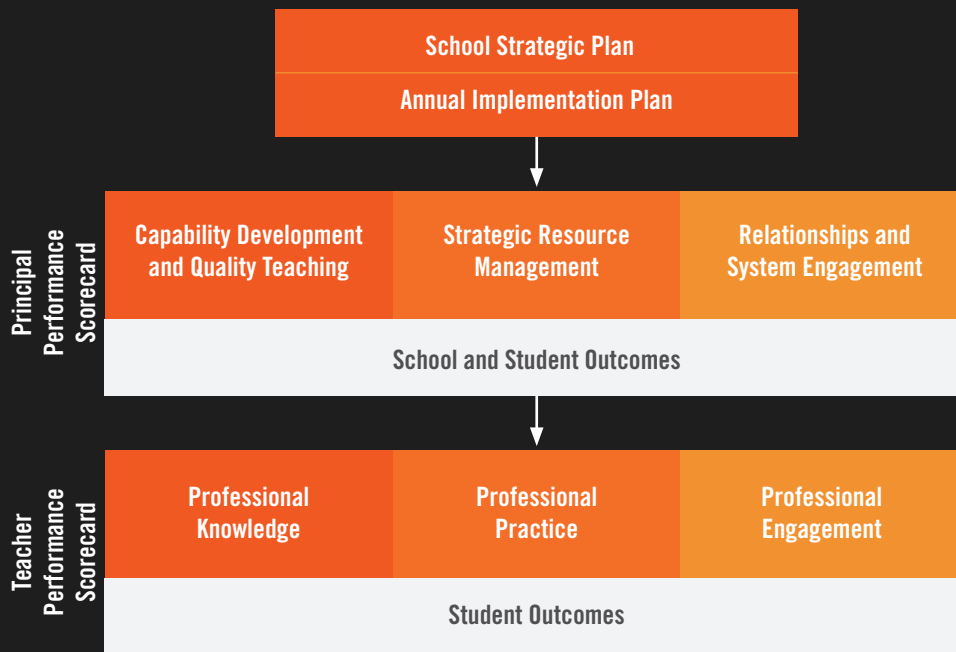 School Strategic Plan
Annual Implementation Plan
Principal
Performance
Scorecard
Capability Development
and Quality Teaching
Strategic Resource
Management
Relationships and
System Engagement
School and Student Outcomes
Teacher
Performance
Scorecard
Professional
Knowledge
Professional
Practice
Professional
Engagement
Student Outcomes